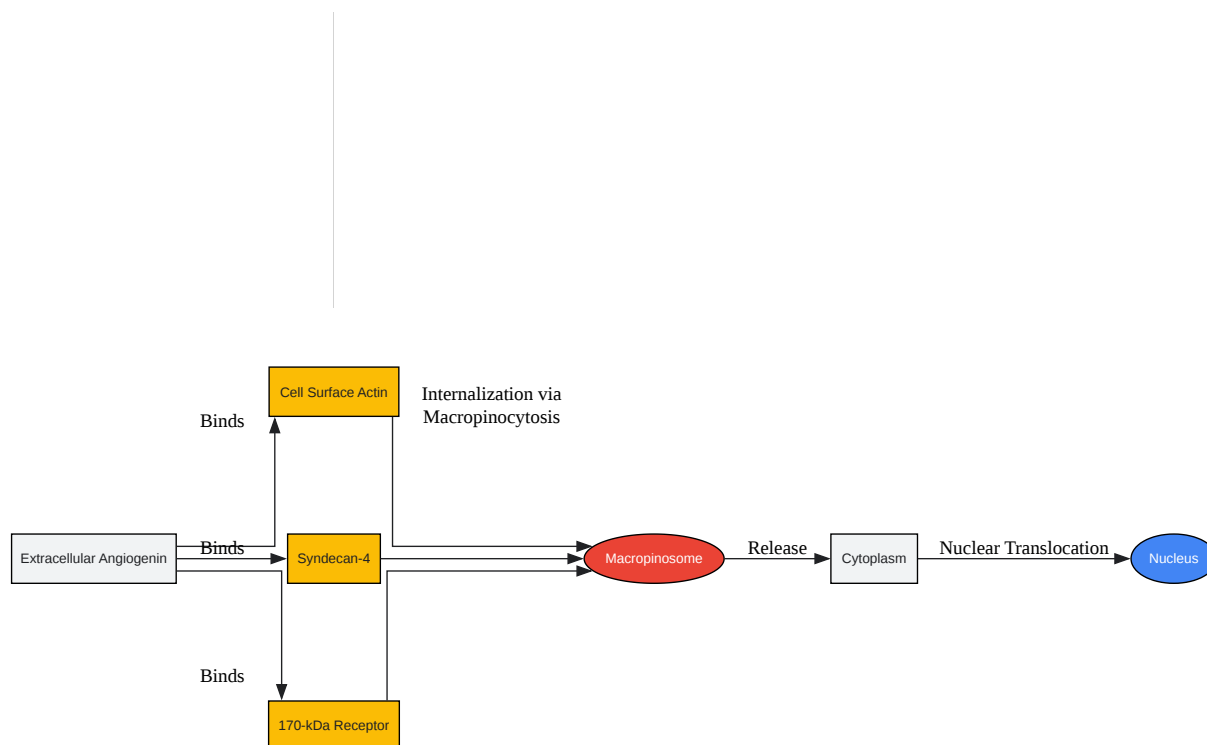 Cell Surface Actin
Internalization via
Macropinocytosis
Binds
Extracellular Angiogenin
Binds
Syndecan-4
Macropinosome
Release
Cytoplasm
Nuclear Translocation
Nucleus
Binds
170-kDa Receptor